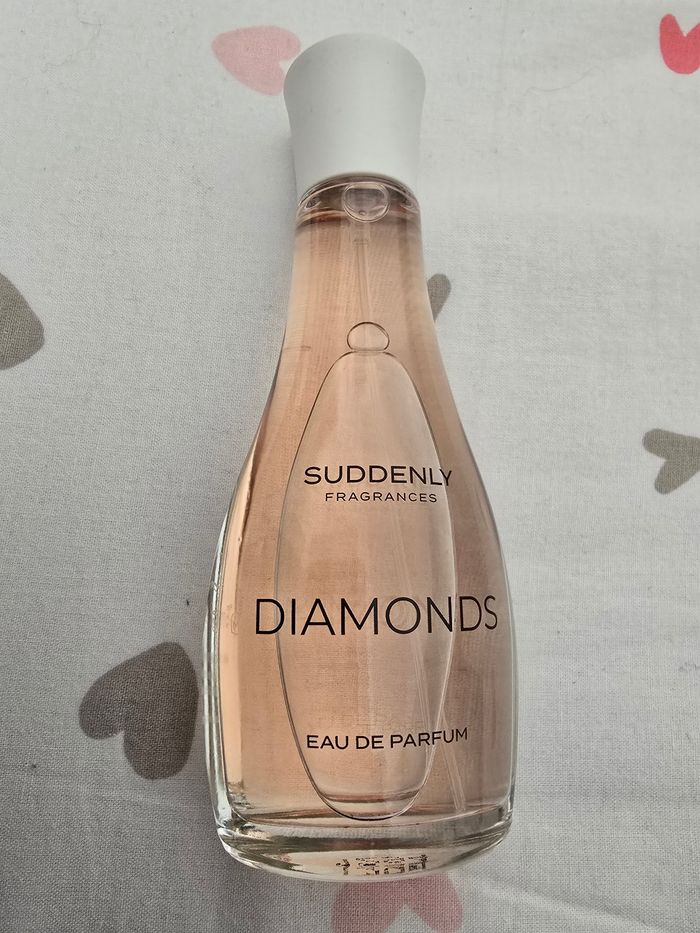 SUDDENLY
FRAGRANCES
DIAMONDS
EAU DE PARFUM